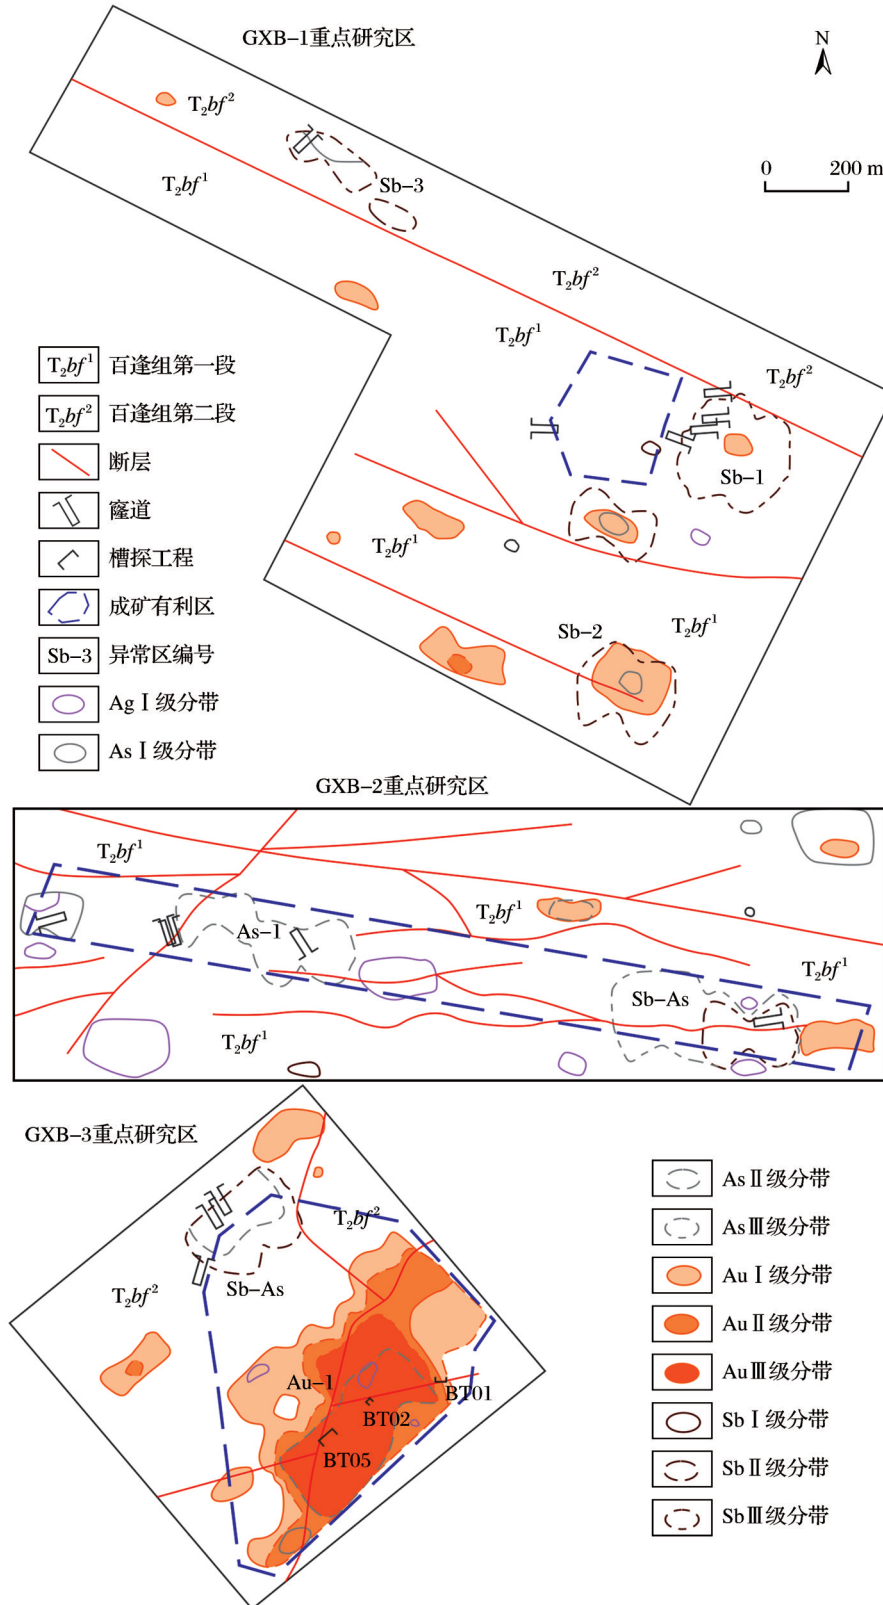 GXB-1重点研究区
N
0 200 m
T₂bf²
T₂bf¹
Sb-3
T₂bf²
T₂bf¹
T₂bf²
Sb-1
T₂bf¹
Sb-2
T₂bf¹
T₂bf¹ 百逢组第一段
T₂bf² 百逢组第二段
断层
窿道
槽探工程
成矿有利区
Sb-3 异常区编号
Ag Ⅰ级分带
As Ⅰ级分带
GXB-2重点研究区
T₂bf¹
As-1
T₂bf¹
T₂bf¹
Sb-As
T₂bf¹
GXB-3重点研究区
T₂bf²
Sb-As
T₂bf²
Au-1
BT01
BT02
BT05
As Ⅱ级分带
As Ⅲ级分带
Au Ⅰ级分带
Au Ⅱ级分带
Au Ⅲ级分带
Sb Ⅰ级分带
Sb Ⅱ级分带
Sb Ⅲ级分带